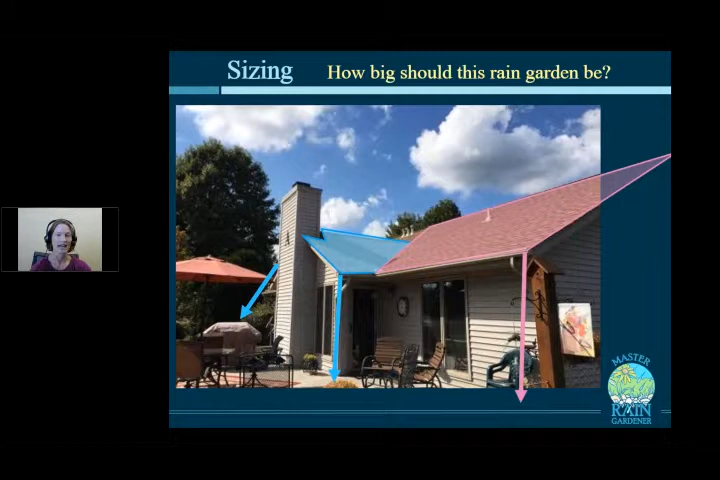 Sizing How big should this rain garden be?
MASTER
RAIN
GARDENER